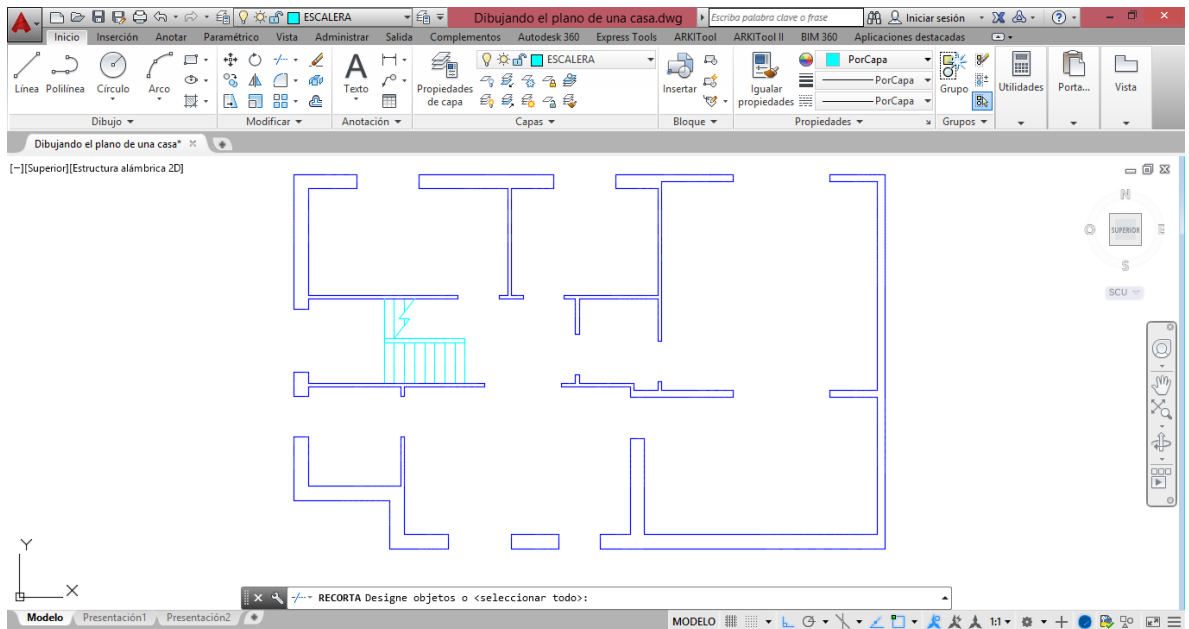 ESCALERA
Dibujando el plano de una casa.dwg
Escriba palabra clave o frase
Iniciar sesión
Inicio Inserción Anotar Paramétrico Vista Administrar Salida Complementos Autodesk 360 Express Tools ARKITool ARKITool II BIM 360 Aplicaciones destacadas
ESCALERA
PorCapa
PorCapa
PorCapa
Línea Polilínea Círculo Arco
Texto
Propiedades de capa
Insertar
Igualar propiedades
Grupo
Utilidades
Porta...
Vista
Dibujo Modificar Anotación Capas Bloque Propiedades Grupos
Dibujando el plano de una casa*
[−][Superior][Estructura alámbrica 2D]
N
O SUPERIOR E
S
SCU
Y
X
RECORTA Designe objetos o <seleccionar todo>:
Modelo Presentación1 Presentación2
MODELO
1:1